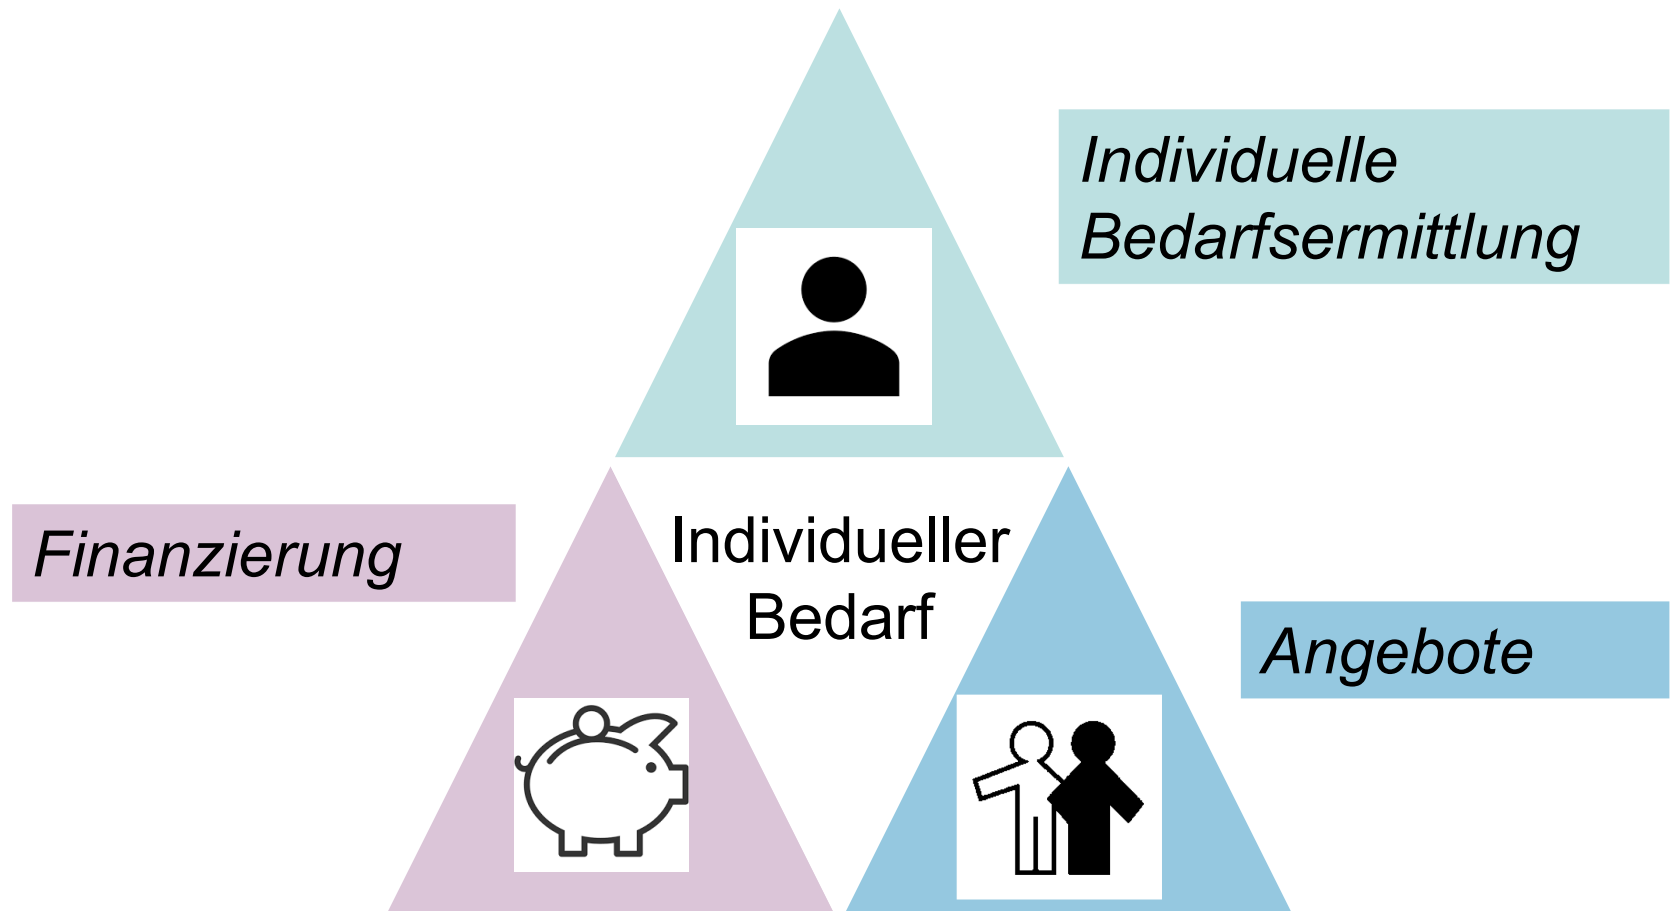 Individuelle
Bedarfsermittlung
Finanzierung
Individueller
Bedarf
Angebote